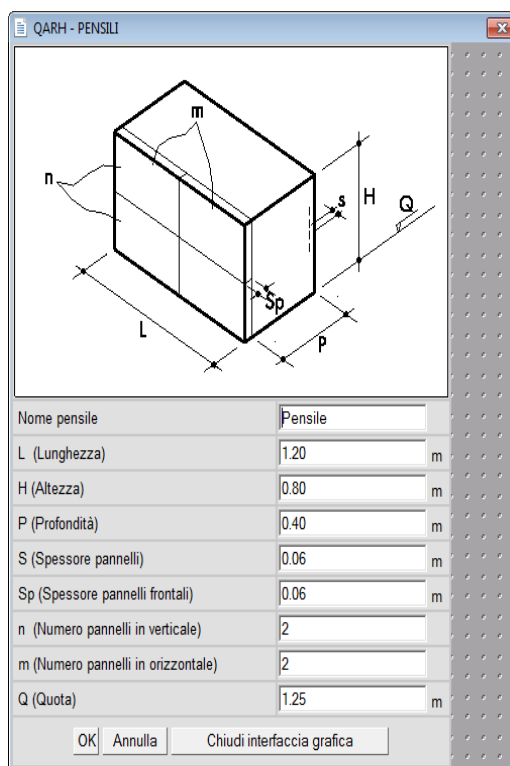 QARH - PENSILI
m
n
H
s
Q
Sp
L
P
Nome pensile Pensile
L (Lunghezza) 1.20 m
H (Altezza) 0.80 m
P (Profondità) 0.40 m
S (Spessore pannelli) 0.06 m
Sp (Spessore pannelli frontali) 0.06 m
n (Numero pannelli in verticale) 2
m (Numero pannelli in orizzontale) 2
Q (Quota) 1.25 m
OK Annulla Chiudi interfaccia grafica